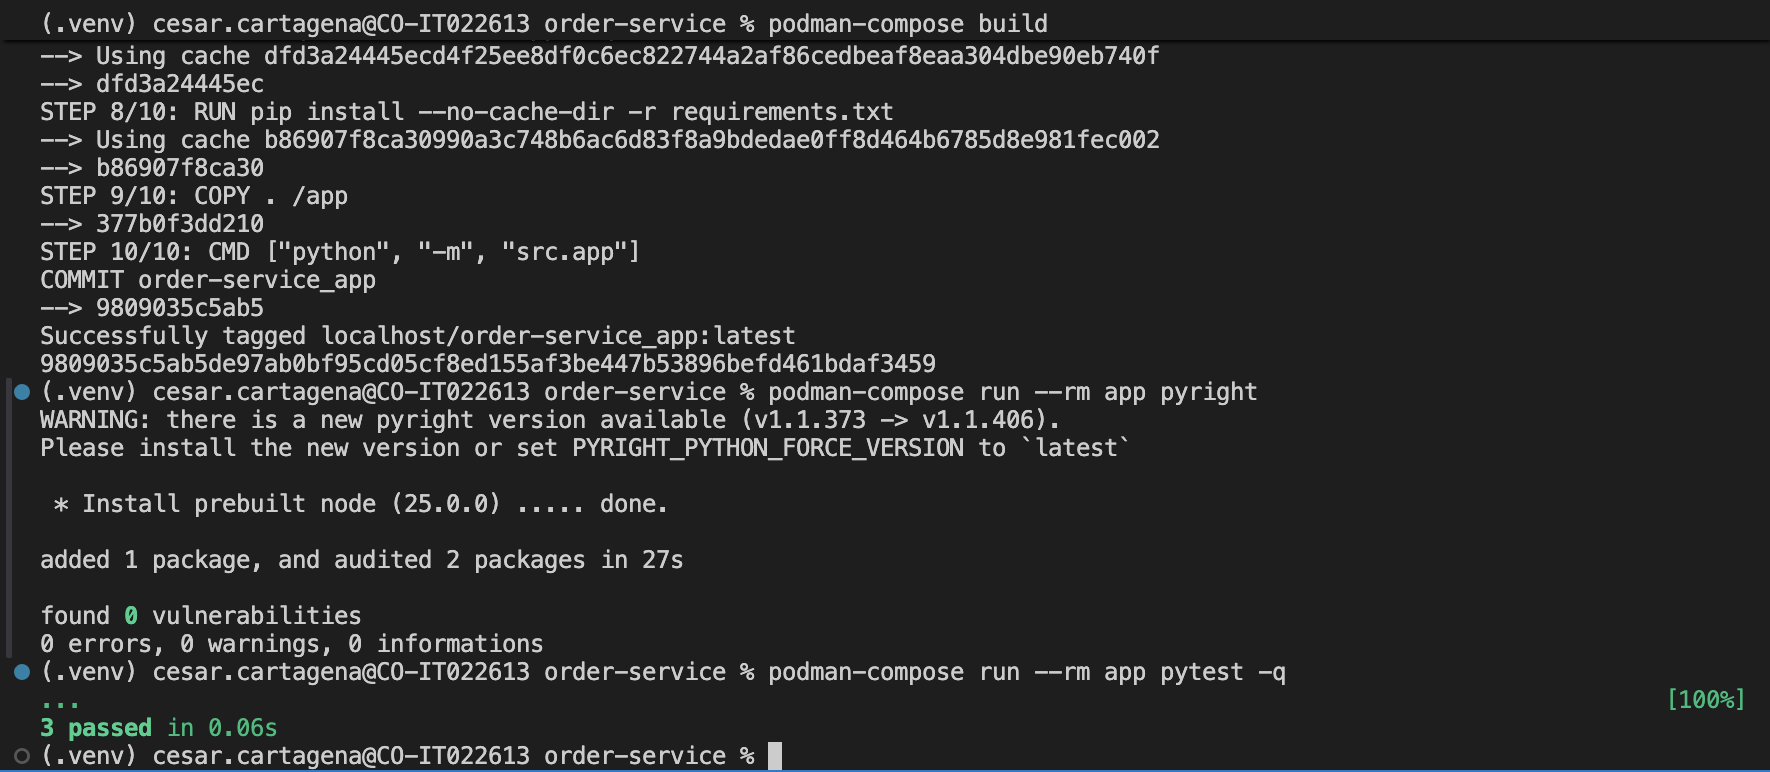 (.venv) cesar.cartagena@CO-IT022613 order-service % podman-compose build
--> Using cache dfd3a24445ecd4f25ee8df0c6ec822744a2af86cedbeaf8eaa304dbe90eb740f
--> dfd3a24445ec
STEP 8/10: RUN pip install --no-cache-dir -r requirements.txt
--> Using cache b86907f8ca30990a3c748b6ac6d83f8a9bdedae0ff8d464b6785d8e981fec002
--> b86907f8ca30
STEP 9/10: COPY . /app
--> 377b0f3dd210
STEP 10/10: CMD ["python", "-m", "src.app"]
COMMIT order-service_app
--> 9809035c5ab5
Successfully tagged localhost/order-service_app:latest
9809035c5ab5de97ab0bf95cd05cf8ed155af3be447b53896befd461bdaf3459
(.venv) cesar.cartagena@CO-IT022613 order-service % podman-compose run --rm app pyright
WARNING: there is a new pyright version available (v1.1.373 -> v1.1.406).
Please install the new version or set PYRIGHT_PYTHON_FORCE_VERSION to `latest`
* Install prebuilt node (25.0.0) ..... done.
added 1 package, and audited 2 packages in 27s
found 0 vulnerabilities
0 errors, 0 warnings, 0 informations
(.venv) cesar.cartagena@CO-IT022613 order-service % podman-compose run --rm app pytest -q
... [100%]
3 passed in 0.06s
(.venv) cesar.cartagena@CO-IT022613 order-service %